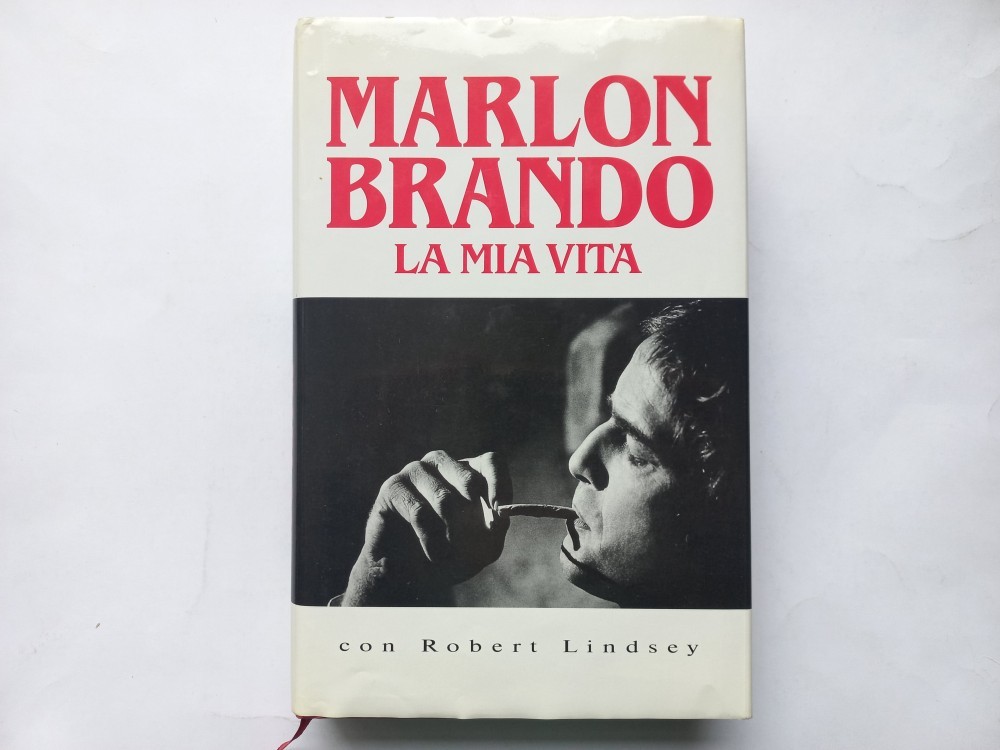 MARLON
BRANDO
LA MIA VITA
con Robert Lindsey